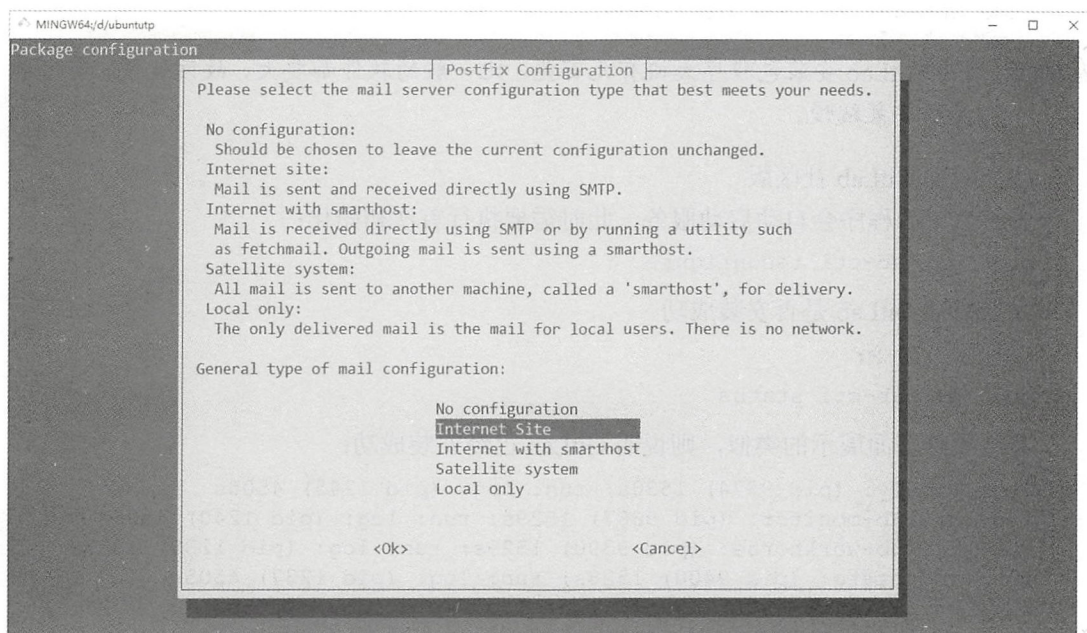 MINGW64:/d/ubuntutp
Package configuration
Postfix Configuration
Please select the mail server configuration type that best meets your needs.
No configuration:
Should be chosen to leave the current configuration unchanged.
Internet site:
Mail is sent and received directly using SMTP.
Internet with smarthost:
Mail is received directly using SMTP or by running a utility such
as fetchmail. Outgoing mail is sent using a smarthost.
Satellite system:
All mail is sent to another machine, called a 'smarthost', for delivery.
Local only:
The only delivered mail is the mail for local users. There is no network.
General type of mail configuration:
No configuration
Internet Site
Internet with smarthost
Satellite system
Local only
<Ok> <Cancel>